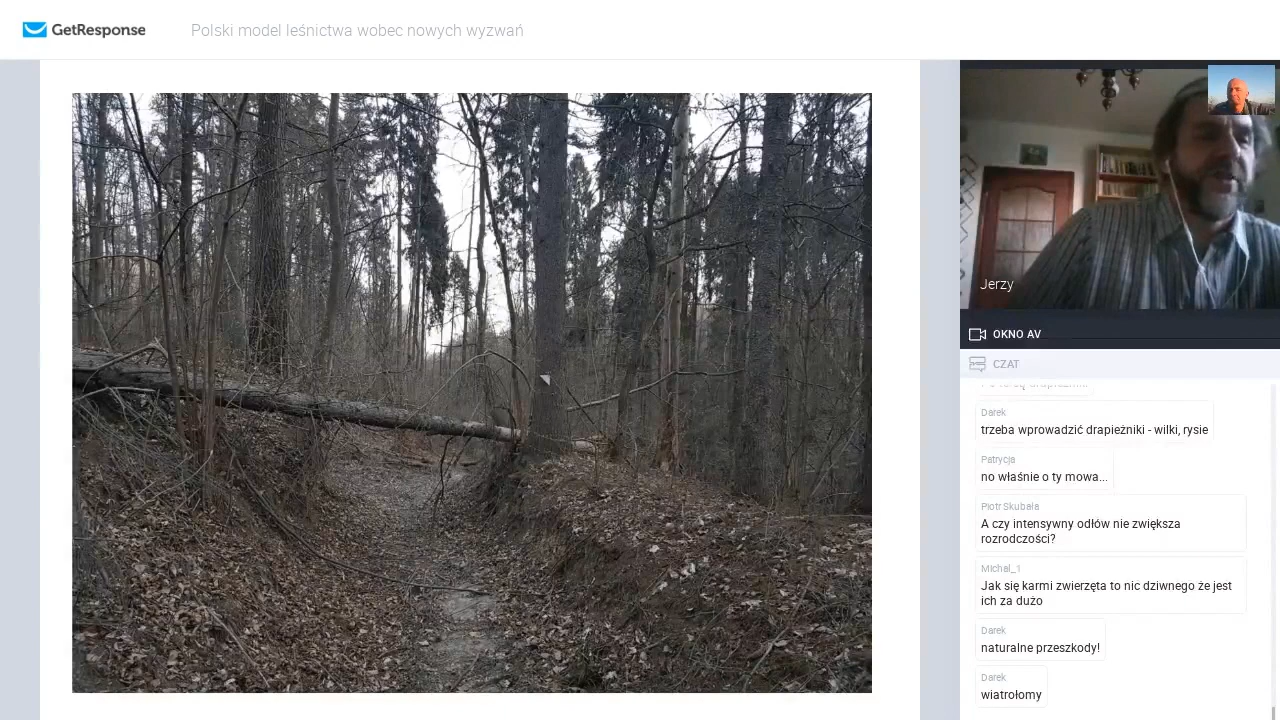 GetResponse
Polski model leśnictwa wobec nowych wyzwań
Jerzy
OKNO AV
CZAT
Darek
trzeba wprowadzić drapieżniki - wilki, rysie
Patrycja
no właśnie o ty mowa...
Piotr Skubała
A czy intensywny odłów nie zwiększa
rozrodczości?
Michal_1
Jak się karmi zwierzęta to nic dziwnego że jest
ich za dużo
Darek
naturalne przeszkody!
Darek
wiatrołomy